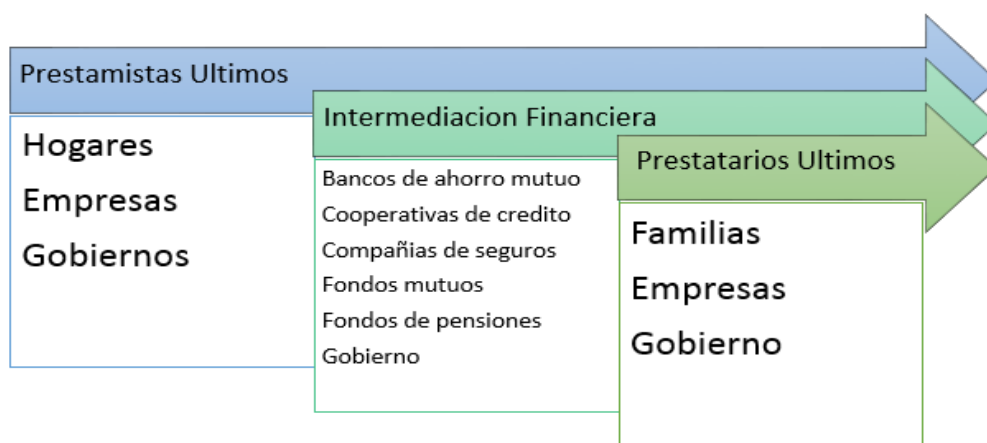 Prestamistas Ultimos
Hogares
Empresas
Gobiernos
Intermediacion Financiera
Bancos de ahorro mutuo
Cooperativas de credito
Compañias de seguros
Fondos mutuos
Fondos de pensiones
Gobierno
Prestatarios Ultimos
Familias
Empresas
Gobierno